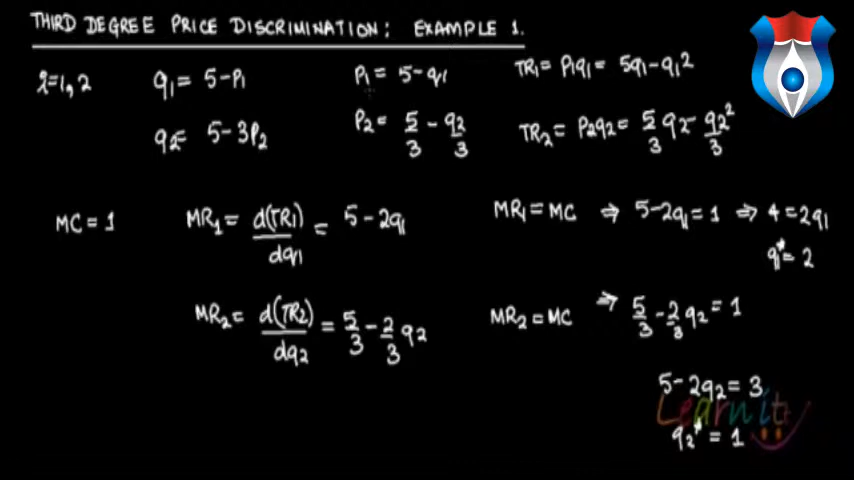 THIRD DEGREE PRICE DISCRIMINATION: EXAMPLE 1.
i=1,2 q1 = 5-P1 P1 = 5-q1 TR1 = P1q1 = 5q1-q1²
q2= 5-3P2 P2= 5/3 - q2/3 TR2 = P2q2 = 5/3 q2 - q2²/3
MC = 1 MR1 = d(TR1)/dq1 = 5-2q1 MR1 = MC ⇒ 5-2q1 = 1 ⇒ 4 = 2q1
q1* = 2
MR2 = d(TR2)/dq2 = 5/3 - 2/3 q2 MR2 = MC ⇒ 5/3 - 2/3 q2 = 1
5-2q2 = 3
Learn it
q2* = 1